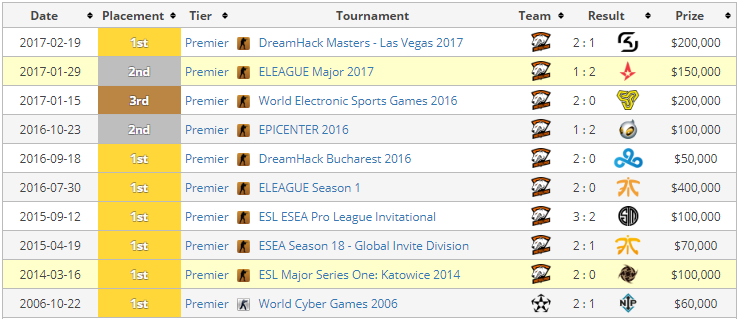 Date Placement Tier Tournament Team Result Prize
2017-02-19 1st Premier DreamHack Masters - Las Vegas 2017 2 : 1 $200,000
2017-01-29 2nd Premier ELEAGUE Major 2017 1 : 2 $150,000
2017-01-15 3rd Premier World Electronic Sports Games 2016 2 : 0 $200,000
2016-10-23 2nd Premier EPICENTER 2016 1 : 2 $100,000
2016-09-18 1st Premier DreamHack Bucharest 2016 2 : 0 $50,000
2016-07-30 1st Premier ELEAGUE Season 1 2 : 0 $400,000
2015-09-12 1st Premier ESL ESEA Pro League Invitational 3 : 2 $100,000
2015-04-19 1st Premier ESEA Season 18 - Global Invite Division 2 : 1 $70,000
2014-03-16 1st Premier ESL Major Series One: Katowice 2014 2 : 0 $100,000
2006-10-22 1st Premier World Cyber Games 2006 2 : 1 $60,000